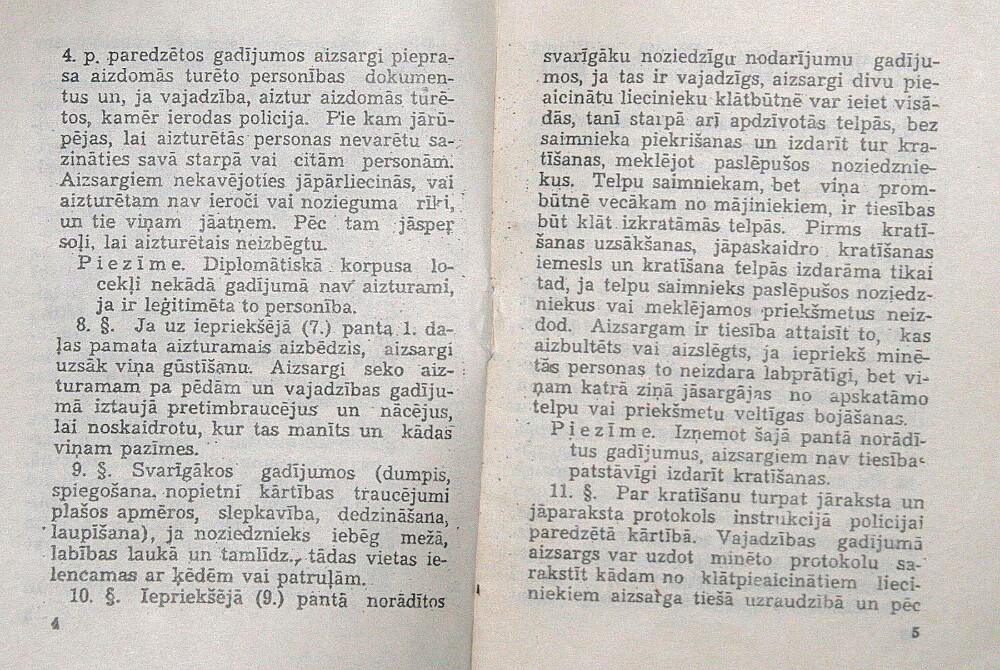 4. p. paredzētos gadījumos aizsargi piepra-
sa aizdomās turēto personības dokumen-
tus un, ja vajadzība, aiztur aizdomās turē-
tos, kamēr ierodas policija. Pie kam jārū-
pējas, lai aizturētās personas nevarētu sa-
zināties savā starpā vai citām personām.
Aizsargiem nekavējoties jāpārliecinās, vai
aizturētam nav ieroči vai nozieguma rīki,
un tie viņam jāatņem. Pēc tam jāsper
soļi, lai aizturētais neizbēgtu.
Piezīme. Diplomātiskā korpusa lo-
cekļi nekādā gadījumā nav aizturami,
ja ir leģitimēta to personība.
8. §. Ja uz iepriekšējā (7.) panta 1. da-
ļas pamata aizturamais aizbēdzis, aizsargi
uzsāk viņa gūstīšanu. Aizsargi seko aiz-
turamam pa pēdām un vajadzības gadīju-
mā iztaujā pretimbraucējus un nācējus,
lai noskaidrotu, kur tas manīts un kādas
viņam pazīmes.
9. §. Svarīgākos gadījumos (dumpis,
spiegošana, nopietni kārtības traucējumi
plašos apmēros, slepkavība, dedzināšana,
laupīšana), ja noziedznieks iebēg mežā,
labības laukā un tamlīdz., tādas vietas ie-
lencamas ar ķēdēm vai patruļām.
10. §. Iepriekšējā (9.) pantā norādītos
4
svarīgāku noziedzīgu nodarījumu gadīju-
mos, ja tas ir vajadzīgs, aizsargi divu pie-
aicinātu liecinieku klātbūtnē var ieiet visā-
dās, tanī starpā arī apdzīvotās telpās, bez
saimnieka piekrišanas un izdarīt tur kra-
tīšanas, meklējot paslēpušos noziedznie-
kus. Telpu saimniekam, bet viņa prom-
būtnē vecākam no mājiniekiem, ir tiesības
būt klāt izkratāmās telpās. Pirms kratī-
šanas uzsākšanas, jāpaskaidro kratīšanas
iemesls un kratīšana telpās izdarāma tikai
tad, ja telpu saimnieks paslēpušos noziedz-
niekus vai meklējamos priekšmetus neiz-
dod. Aizsargam ir tiesība attaisīt to, kas
aizbultēts vai aizslēgts, ja iepriekš minē-
tās personas to neizdara labprātīgi, bet vi-
ņam katrā ziņā jāsargājas no apskatāmo
telpu vai priekšmetu veltīgas bojāšanas.
Piezīme. Izņemot šajā pantā norādī-
tus gadījumus, aizsargiem nav tiesība
patstāvīgi izdarīt kratīšanas.
11. §. Par kratīšanu turpat jāraksta un
jāparaksta protokols instrukcijā policijai
paredzētā kārtībā. Vajadzības gadījumā
aizsargs var uzdot minēto protokolu sa-
rakstīt kādam no klātpieaicinātiem lieci-
niekiem aizsarga tiešā uzraudzībā un pēc
5